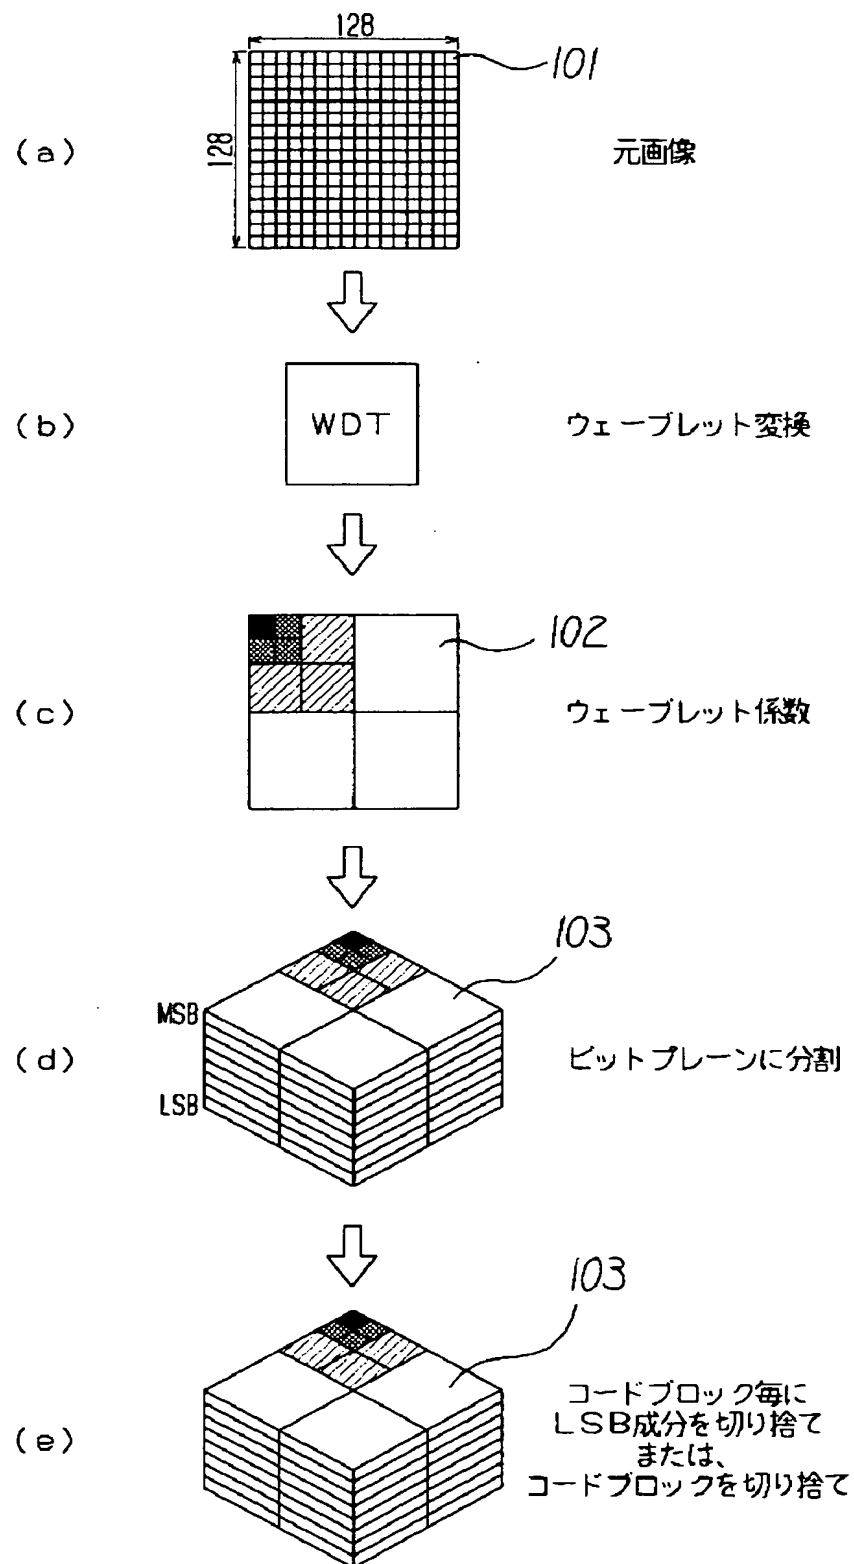 128
101
(a)
128
元画像
(b)
WDT
ウェーブレット変換
102
(c)
ウェーブレット係数
103
MSB
(d)
ビットプレーンに分割
LSB
103
(e)
コードブロック毎に
LSB成分を切り捨て
または、
コードブロックを切り捨て